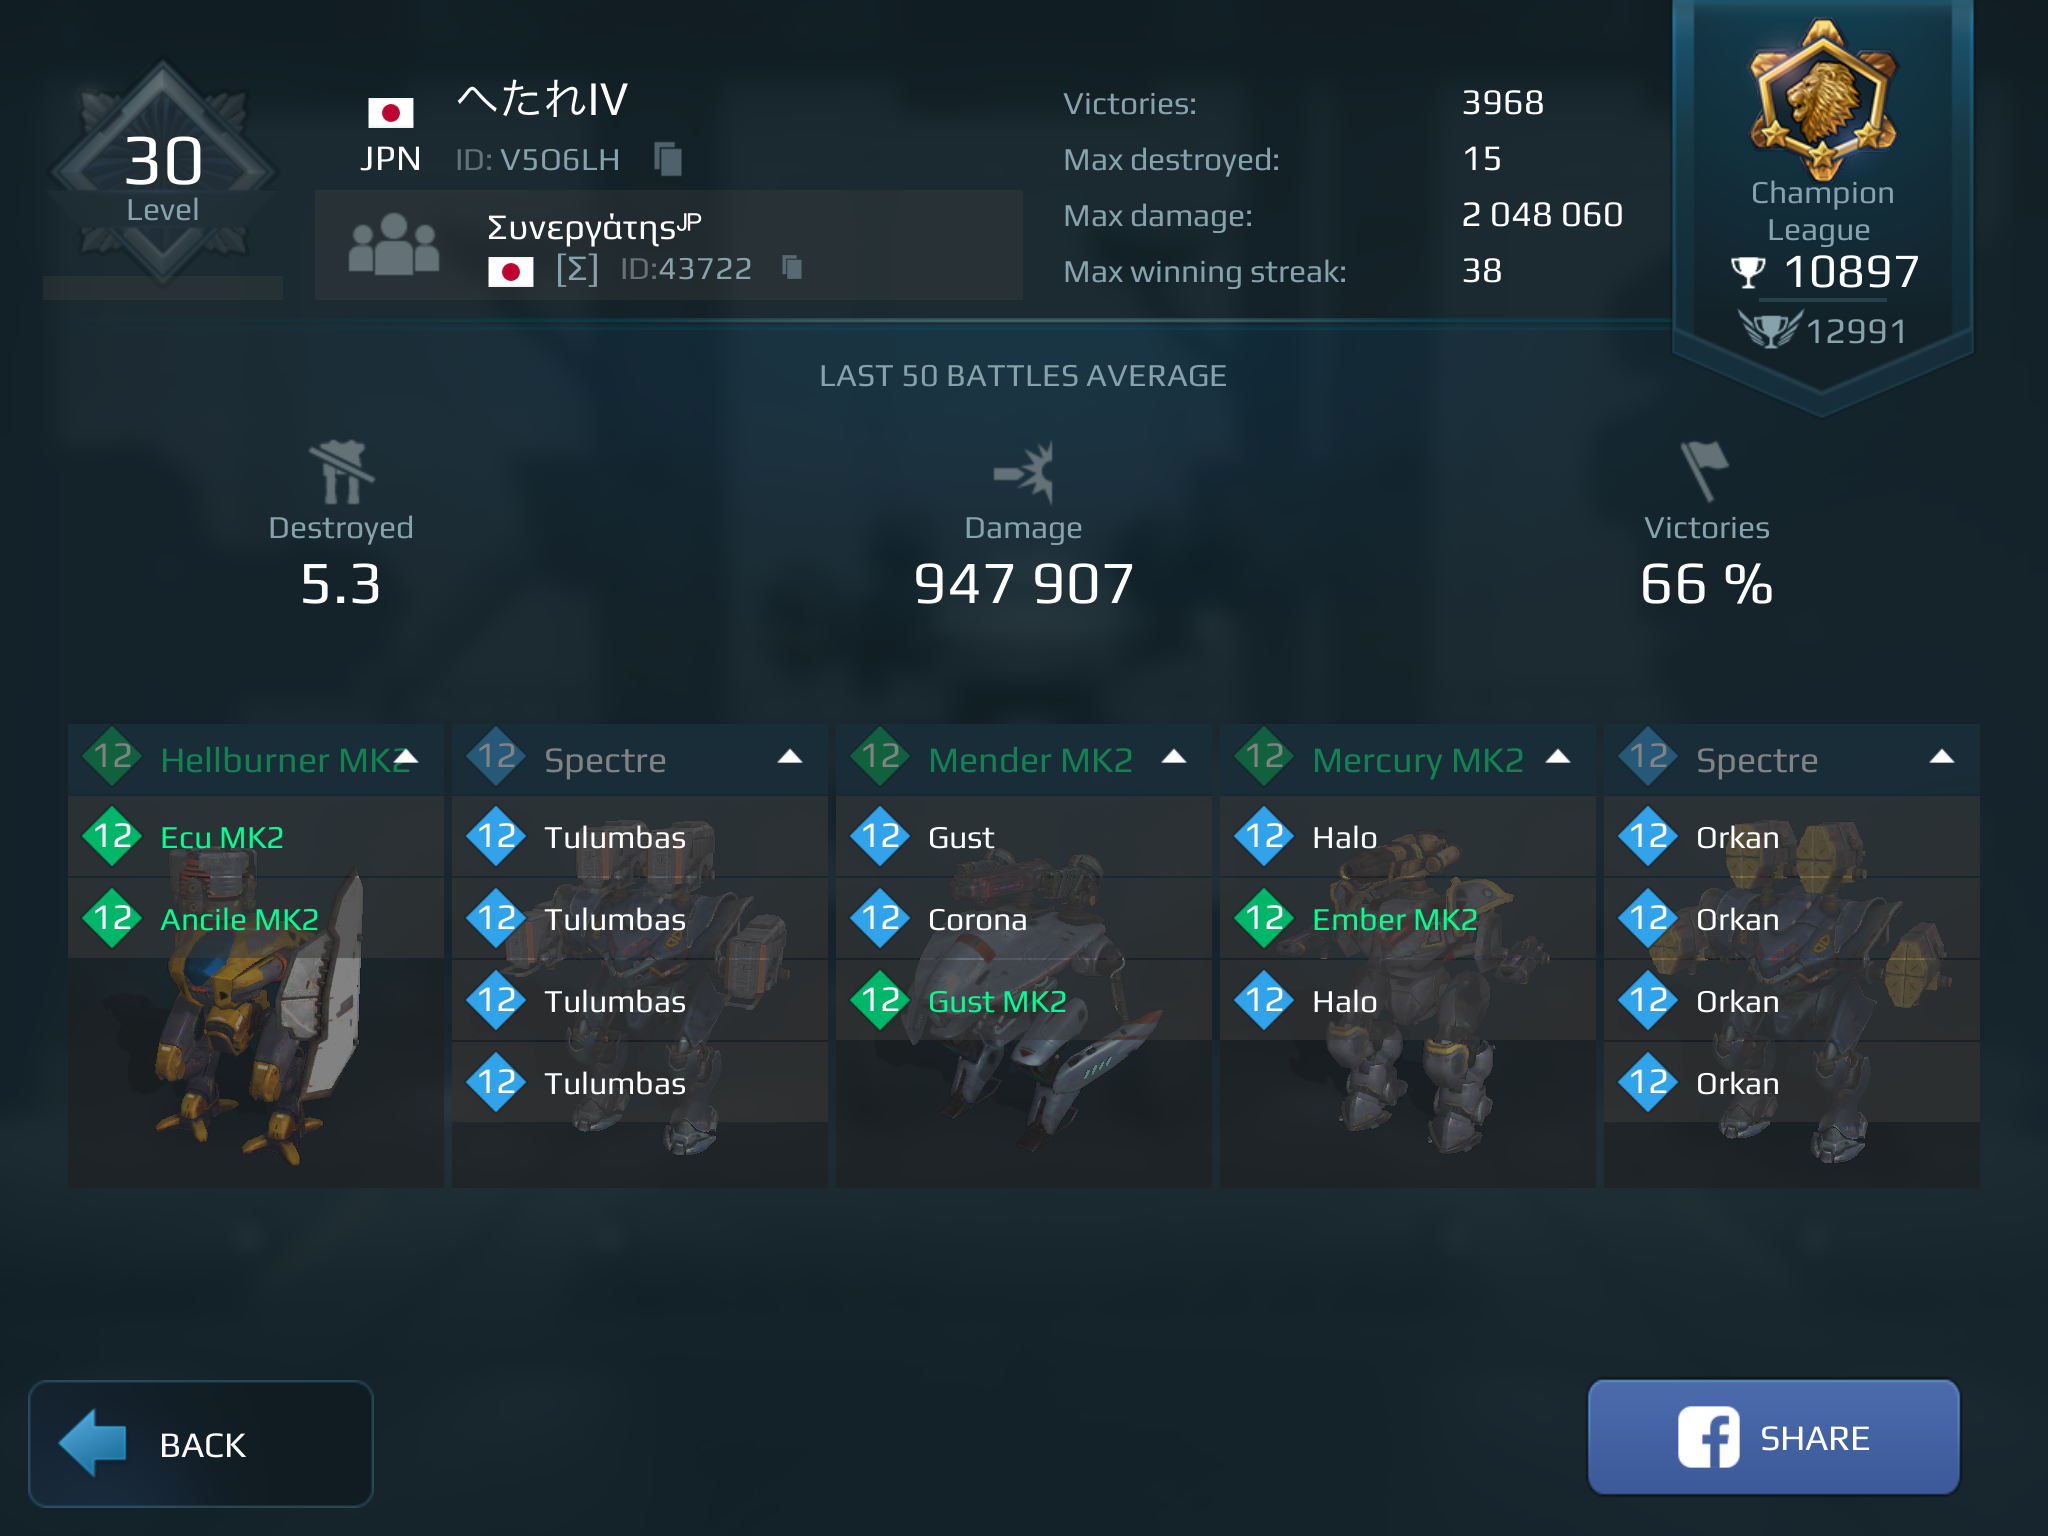 30
Level
JPN
へたれⅣ
ID: V5O6LH
Συνεργάτηςᴶᴾ
[Σ] ID:43722
Victories: 3968
Max destroyed: 15
Max damage: 2 048 060
Max winning streak: 38
Champion
League
10897
12991
LAST 50 BATTLES AVERAGE
Destroyed
5.3
Damage
947 907
Victories
66 %
12 Hellburner MK2
12 Ecu MK2
12 Ancile MK2
12 Spectre
12 Tulumbas
12 Tulumbas
12 Tulumbas
12 Tulumbas
12 Mender MK2
12 Gust
12 Corona
12 Gust MK2
12 Mercury MK2
12 Halo
12 Ember MK2
12 Halo
12 Spectre
12 Orkan
12 Orkan
12 Orkan
12 Orkan
BACK
SHARE